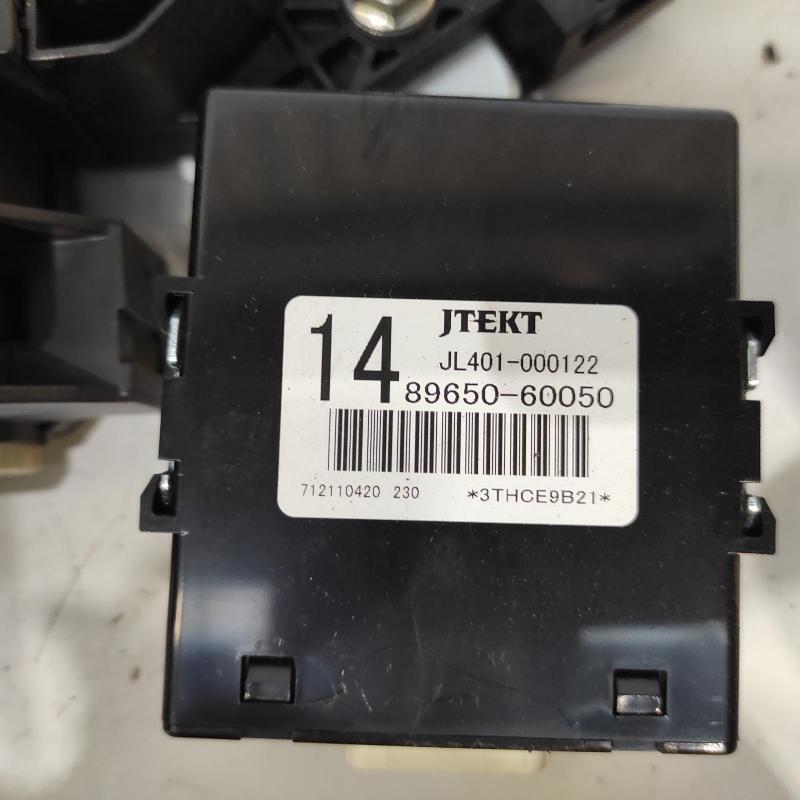 14
JTEKT
JL401-000122
89650-60050
712110420 230 *3THCE9B21*